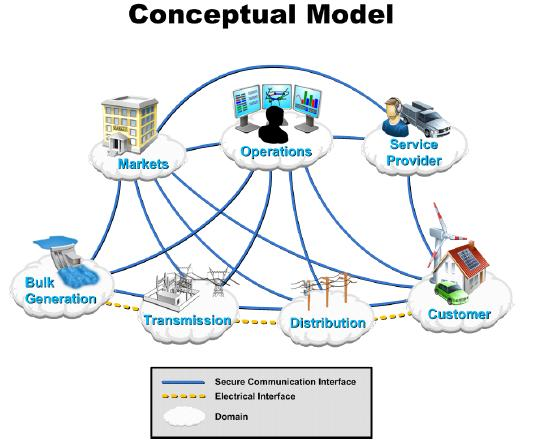 Conceptual Model
Markets
Operations
Service
Provider
Bulk
Generation
Transmission
Distribution
Customer
Secure Communication Interface
Electrical Interface
Domain